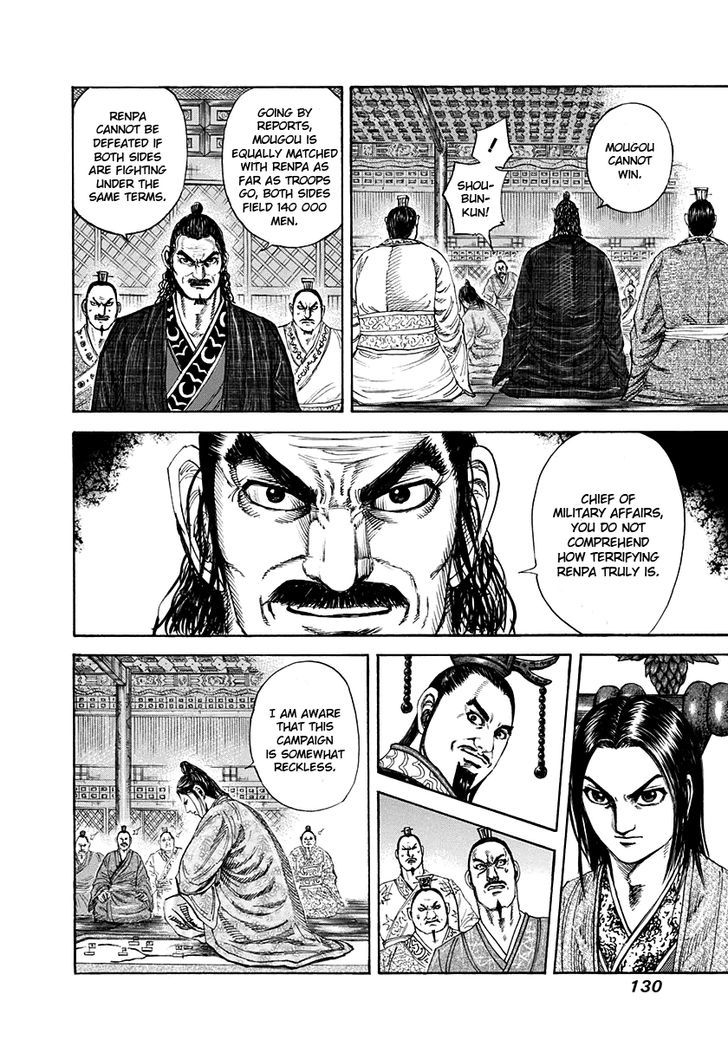 MOUGOU
CANNOT
WIN.
!
SHOU-
BUN-
KUN!
GOING BY
REPORTS,
MOUGOU IS
EQUALLY MATCHED
WITH RENPA AS
FAR AS TROOPS
GO, BOTH SIDES
FIELD 140 000
MEN.
RENPA
CANNOT BE
DEFEATED IF
BOTH SIDES
ARE FIGHTING
UNDER THE
SAME TERMS.
CHIEF OF
MILITARY AFFAIRS,
YOU DO NOT
COMPREHEND
HOW TERRIFYING
RENPA TRULY IS.
I AM AWARE
THAT THIS
CAMPAIGN
IS SOMEWHAT
RECKLESS.
130